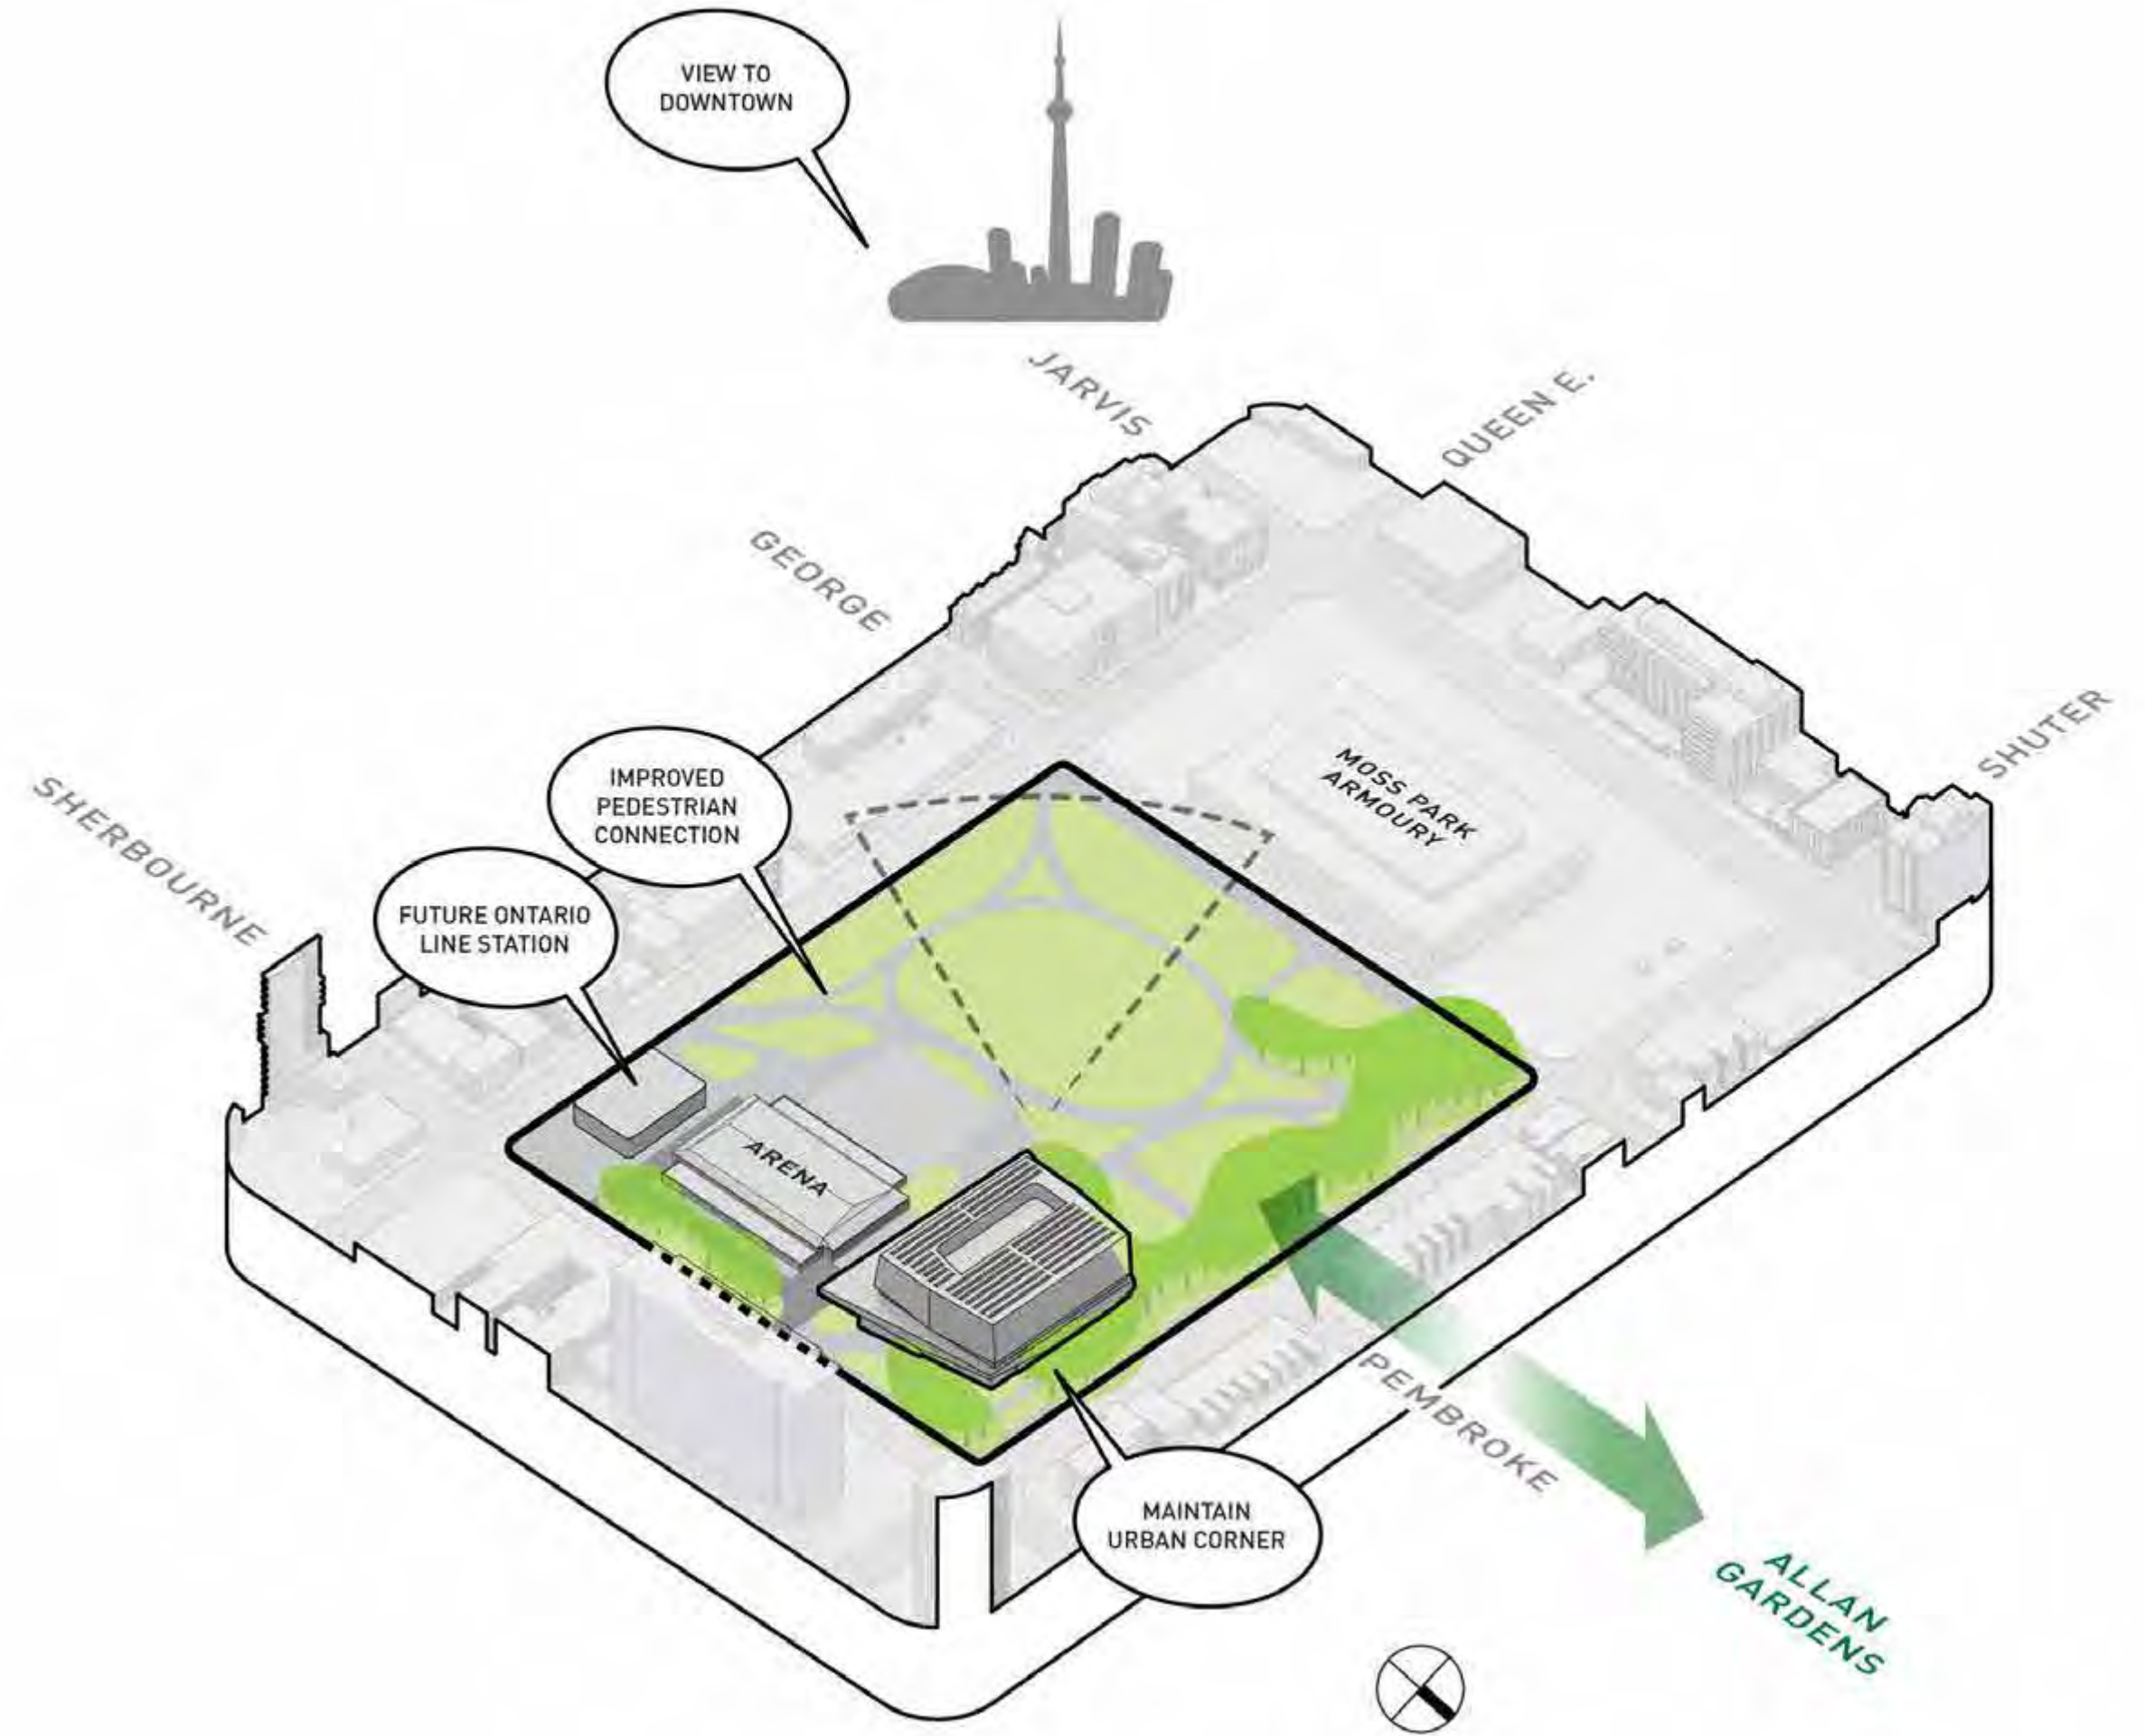 VIEW TO
DOWNTOWN
JARVIS
QUEEN E.
GEORGE
SHUTER
MOSS PARK
ARMOURY
SHERBOURNE
IMPROVED
PEDESTRIAN
CONNECTION
FUTURE ONTARIO
LINE STATION
ARENA
PEMBROKE
MAINTAIN
URBAN CORNER
ALLAN
GARDENS